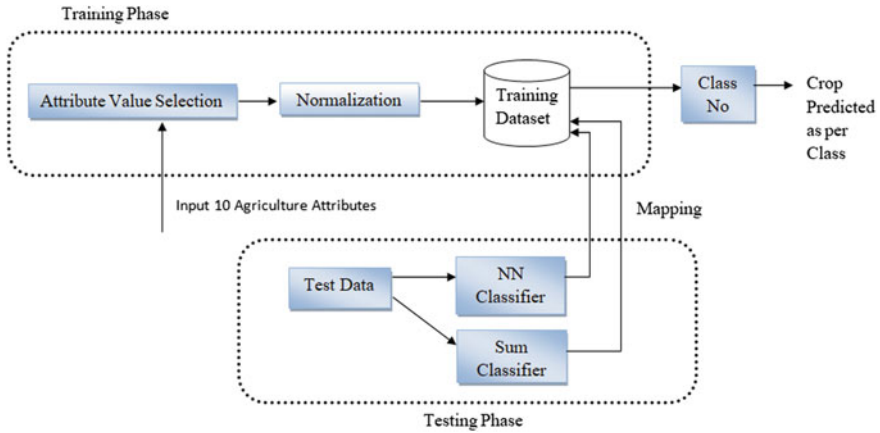 Training Phase
Attribute Value Selection
Normalization
Training
Dataset
Class
No
Crop
Predicted
as per
Class
Input 10 Agriculture Attributes
Mapping
Test Data
NN
Classifier
Sum
Classifier
Testing Phase